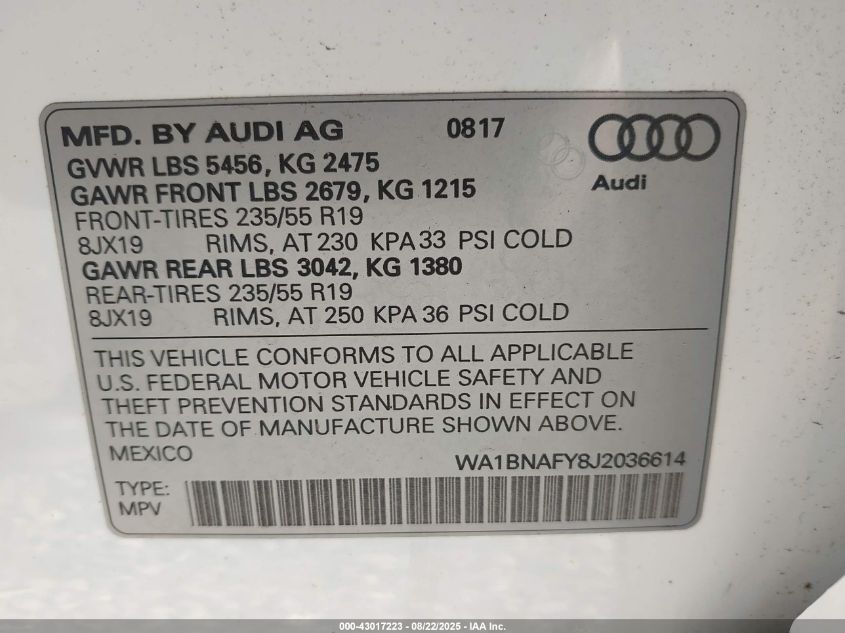 MFD. BY AUDI AG 0817
Audi
GVWR LBS 5456, KG 2475
GAWR FRONT LBS 2679, KG 1215
FRONT-TIRES 235/55 R19
8JX19 RIMS, AT 230 KPA 33 PSI COLD
GAWR REAR LBS 3042, KG 1380
REAR-TIRES 235/55 R19
8JX19 RIMS, AT 250 KPA 36 PSI COLD
THIS VEHICLE CONFORMS TO ALL APPLICABLE
U.S. FEDERAL MOTOR VEHICLE SAFETY AND
THEFT PREVENTION STANDARDS IN EFFECT ON
THE DATE OF MANUFACTURE SHOWN ABOVE.
MEXICO WA1BNAFY8J2036614
TYPE:
MPV
000-43017223 - 08/22/2025 - IAA Inc.